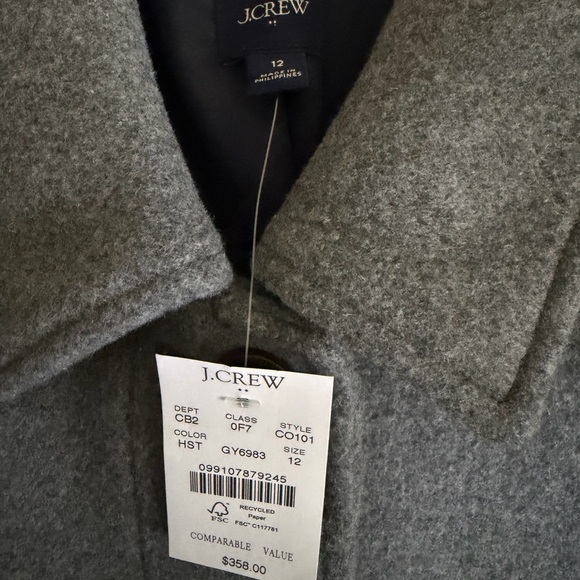 J.CREW
12
MADE IN
PHILIPPINES
J.CREW
DEPT CLASS STYLE
CB2 0F7 CO101
COLOR SIZE
HST GY6983 12
099107879245
RECYCLED
Paper
FSC FSC® C117781
COMPARABLE VALUE
$358.00